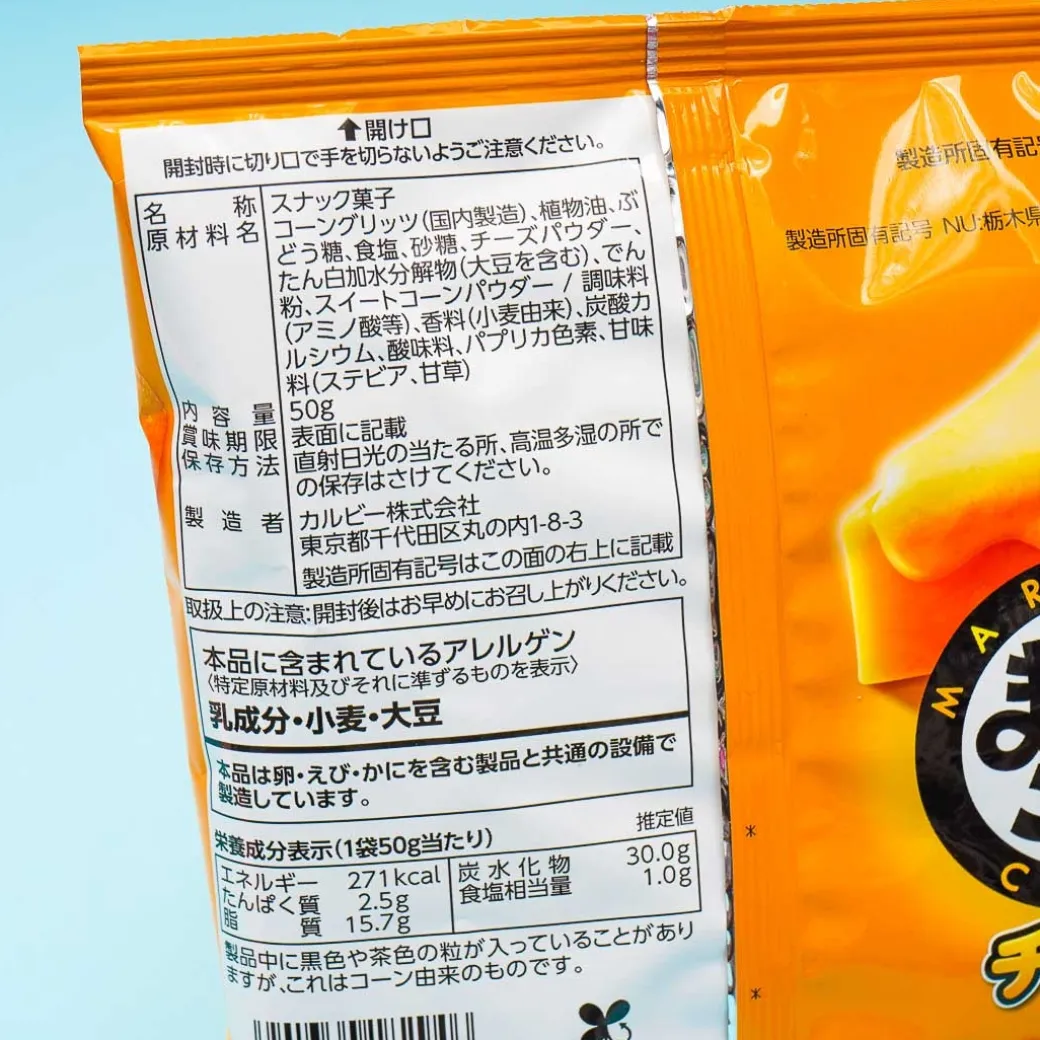 ↑開け口
開封時に切り口で手を切らないようご注意ください。
名称 スナック菓子
原材料名 コーングリッツ(国内製造)、植物油、ぶ
どう糖、食塩、砂糖、チーズパウダー、
たん白加水分解物(大豆を含む)、でん
粉、スイートコーンパウダー / 調味料
(アミノ酸等)、香料(小麦由来)、炭酸カ
ルシウム、酸味料、パプリカ色素、甘味
料(ステビア、甘草)
内容量 50g
賞味期限 表面に記載
保存方法 直射日光の当たる所、高温多湿の所で
の保存はさけてください。
製造者 カルビー株式会社
東京都千代田区丸の内1-8-3
製造所固有記号はこの面の右上に記載
取扱上の注意:開封後はお早めにお召し上がりください。
本品に含まれているアレルゲン
〈特定原材料及びそれに準ずるものを表示〉
乳成分・小麦・大豆
本品は卵・えび・かにを含む製品と共通の設備で
製造しています。
栄養成分表示(1袋50g当たり) 推定値
エネルギー 271kcal
たんぱく質 2.5g
脂質 15.7g
炭水化物 30.0g
食塩相当量 1.0g
製品中に黒色や茶色の粒が入っていることがあり
ますが、これはコーン由来のものです。
製造所固有記
製造所固有記号 NU:栃木県
MAR
C
チ